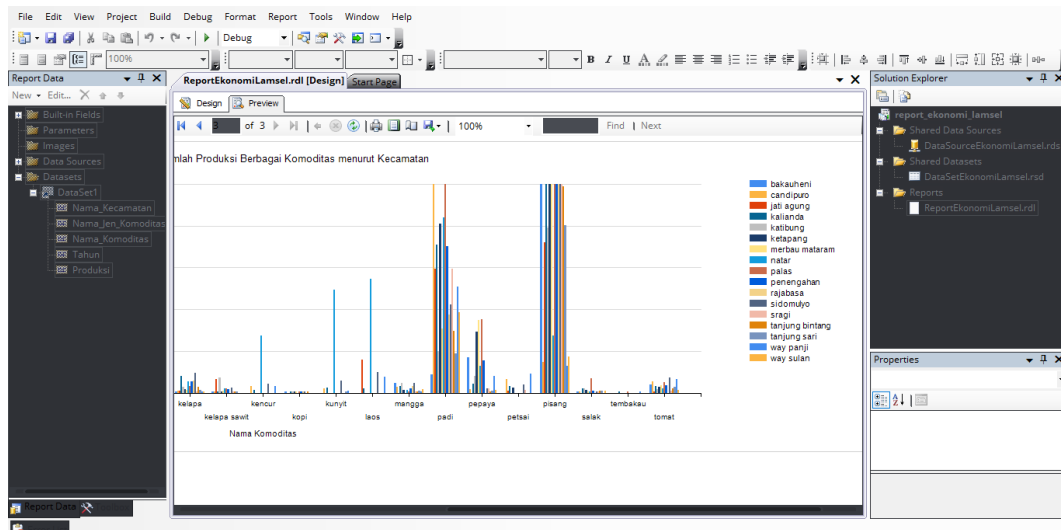 File Edit View Project Build Debug Format Report Tools Window Help
Debug
100%
B I U A
Report Data
New Edit...
Built-in Fields
Parameters
Images
Data Sources
Datasets
DataSet1
Nama_Kecamatan
Nama_Jen_Komoditas
Nama_Komoditas
Tahun
Produksi
Report Data
ReportEkonomiLamsel.rdl [Design] Start Page
Design Preview
3 of 3 100% Find | Next
mlah Produksi Berbagai Komoditas menurut Kecamatan
bakauheni
candipuro
jati agung
kalianda
katibung
ketapang
merbau mataram
natar
palas
penengahan
rajabasa
sidomulyo
sragi
tanjung bintang
tanjung sari
way panji
way sulan
kelapa kencur kunyit mangga pepaya pisang tembakau
kelapa sawit kopi laos padi petsai salak tomat
Nama Komoditas
Solution Explorer
report_ekonomi_lamsel
Shared Data Sources
DataSourceEkonomiLamsel.rds
Shared Datasets
DataSetEkonomiLamsel.rsd
Reports
ReportEkonomiLamsel.rdl
Properties